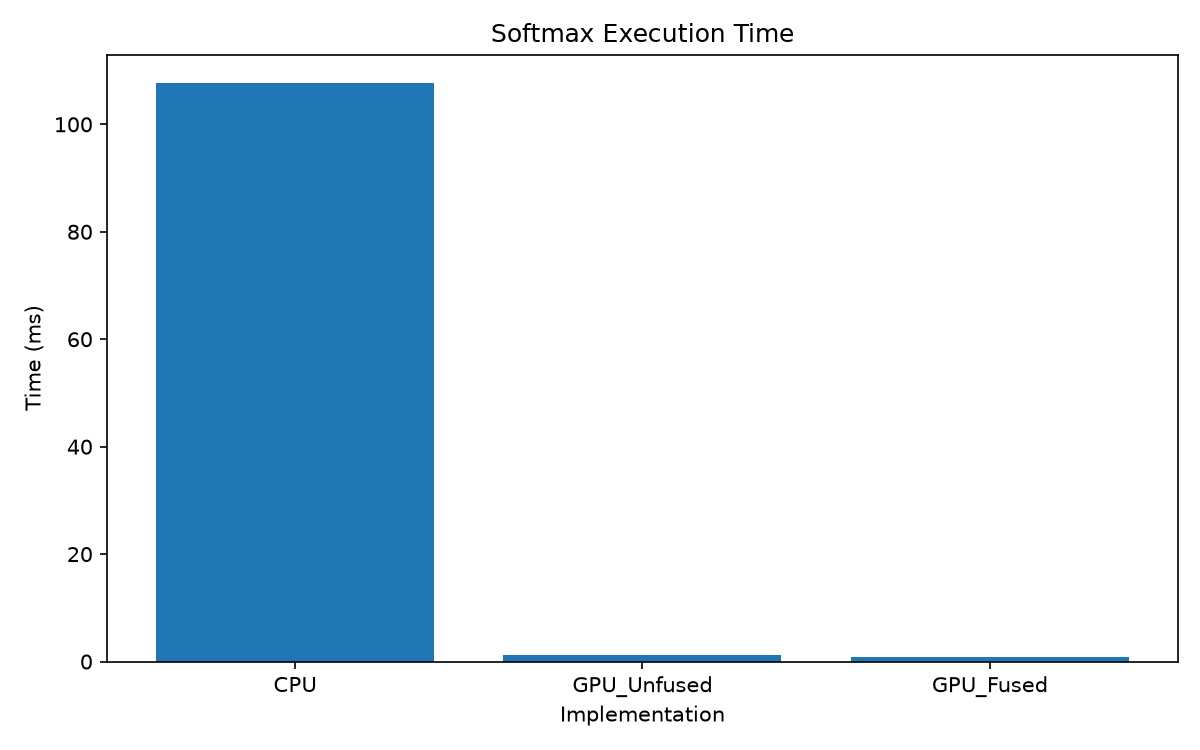 Softmax Execution Time
Time (ms)
100
80
60
40
20
0
CPU
GPU_Unfused
GPU_Fused
Implementation